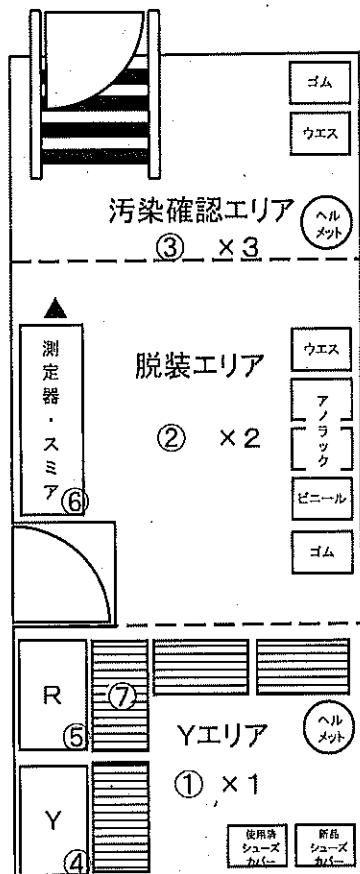 ゴム
ウエス
汚染確認エリア
ヘル
メット
③ ×3
測定器・スミア
⑥
脱装エリア
② ×2
ウエス
アノラック
ビニール
ゴム
R
⑤
⑦
Yエリア
ヘル
メット
① ×1
Y
④
使用済
シューズ
カバー
新品
シューズ
カバー